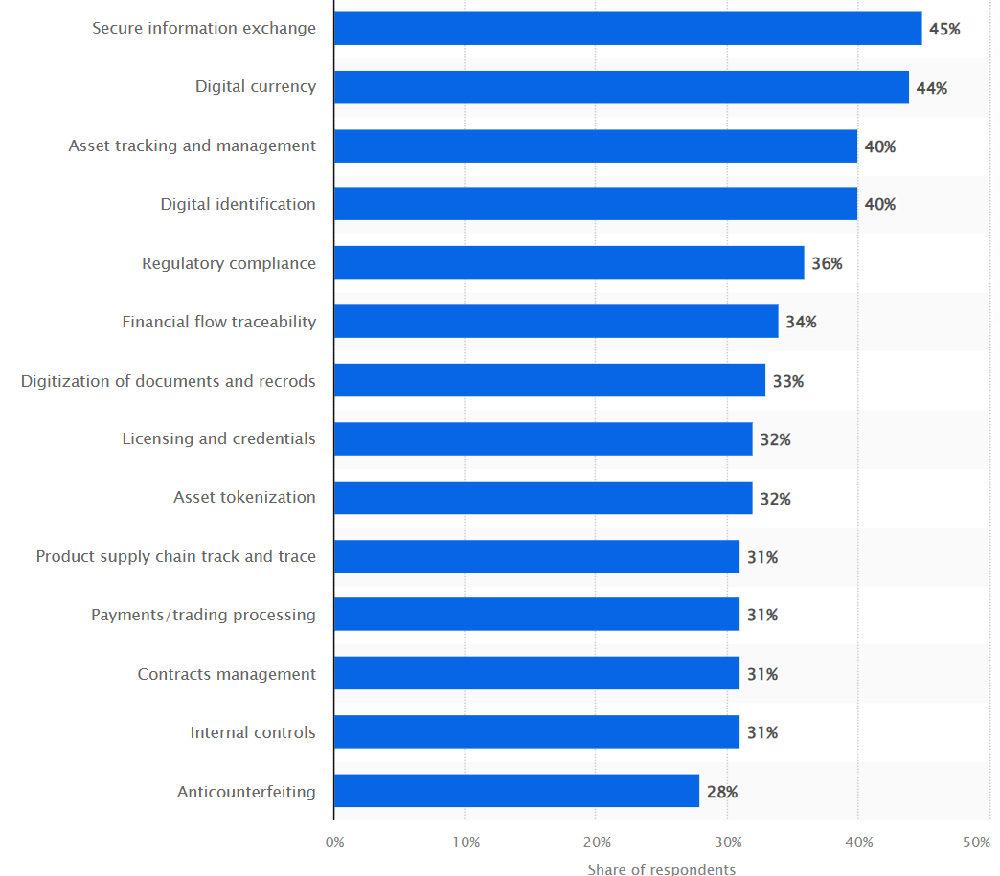 Secure information exchange 45%
Digital currency 44%
Asset tracking and management 40%
Digital identification 40%
Regulatory compliance 36%
Financial flow traceability 34%
Digitization of documents and recrods 33%
Licensing and credentials 32%
Asset tokenization 32%
Product supply chain track and trace 31%
Payments/trading processing 31%
Contracts management 31%
Internal controls 31%
Anticounterfeiting 28%
0% 10% 20% 30% 40% 50%
Share of respondents